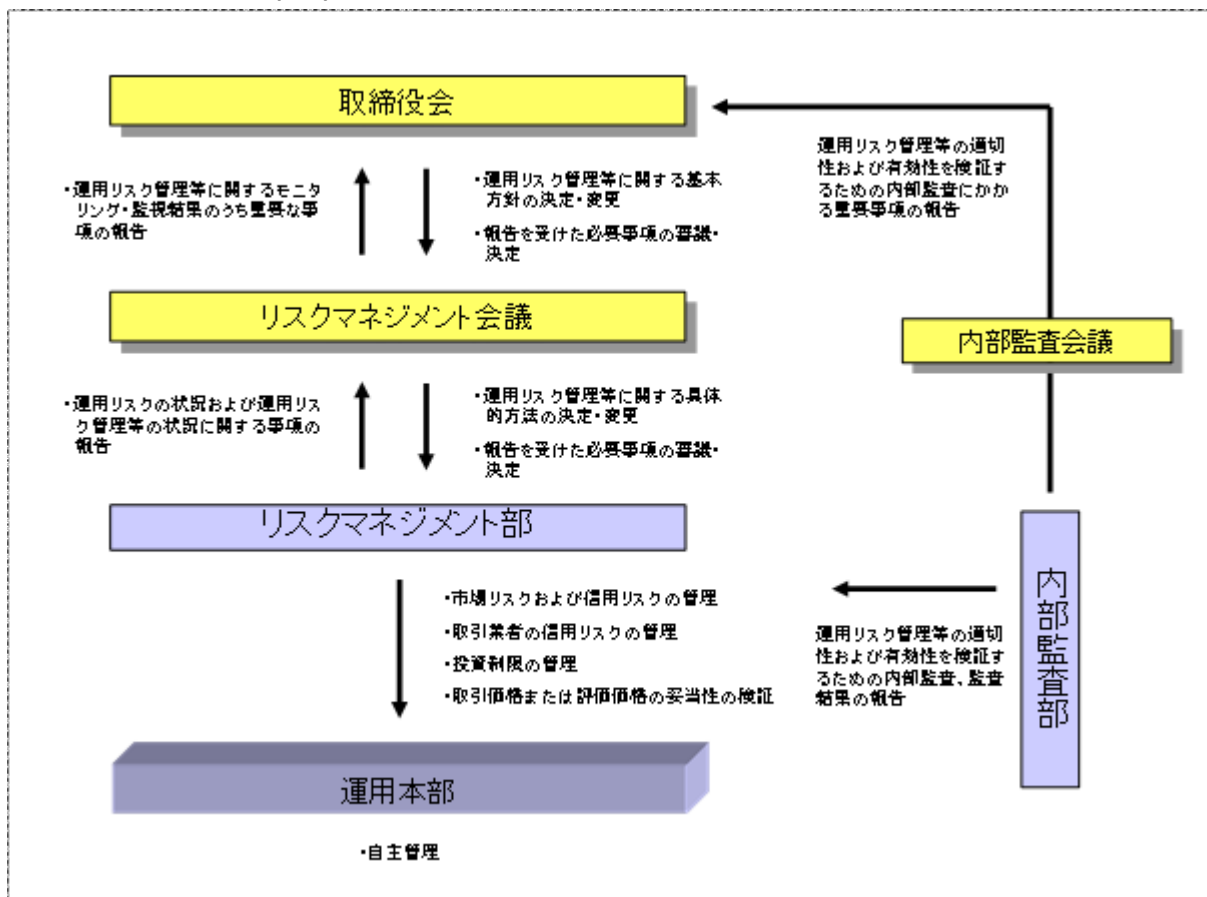 取締役会
・運用リスク管理等に関するモニタ
リング・監視結果のうち重要な事
項の報告
・運用リスク管理等に関する基本
方針の決定・変更
・報告を受けた必要事項の審議・
決定
運用リスク管理等の適切
性および有効性を検証す
るための内部監査にかか
る重要事項の報告
リスクマネジメント会議
内部監査会議
・運用リスクの状況および運用リス
ク管理等の状況に関する事項の
報告
・運用リスク管理等に関する具体
的方法の決定・変更
・報告を受けた必要事項の審議・
決定
リスクマネジメント部
内部監査部
・市場リスクおよび信用リスクの管理
・取引業者の信用リスクの管理
・投資制限の管理
・取引価格または評価価格の妥当性の検証
運用リスク管理等の適切
性および有効性を検証す
るための内部監査、監査
結果の報告
運用本部
・自主管理